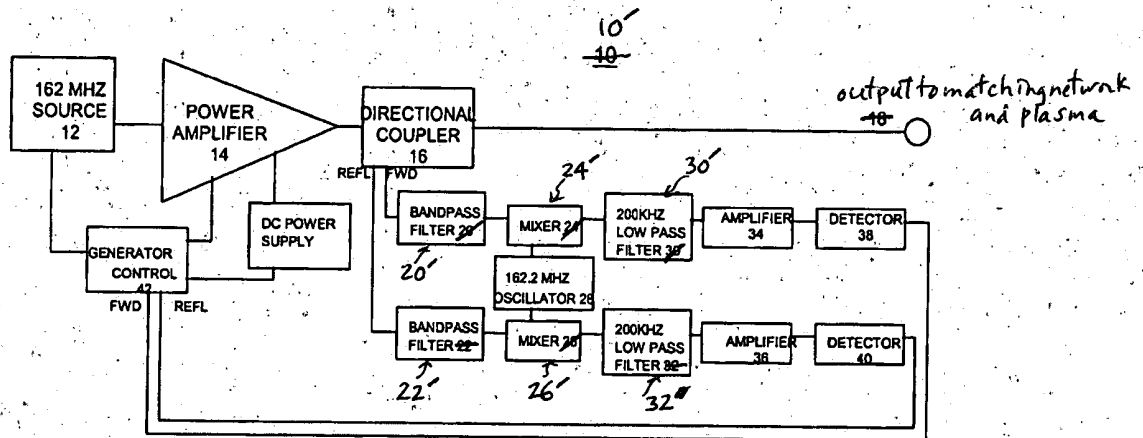 10′
10
162 MHZ
SOURCE
12
POWER
AMPLIFIER
14
DIRECTIONAL
COUPLER
16
output to matching network
18
and plasma
REFL FWD
DC POWER
SUPPLY
GENERATOR
CONTROL
42
FWD REFL
24′
30′
BANDPASS
FILTER 20
MIXER 24
200KHZ
LOW PASS
FILTER 30
AMPLIFIER
34
DETECTOR
38
20′
162.2 MHZ
OSCILLATOR 28
BANDPASS
FILTER 22
MIXER 26
200KHZ
LOW PASS
FILTER 32
AMPLIFIER
36
DETECTOR
40
22′
26′
32″